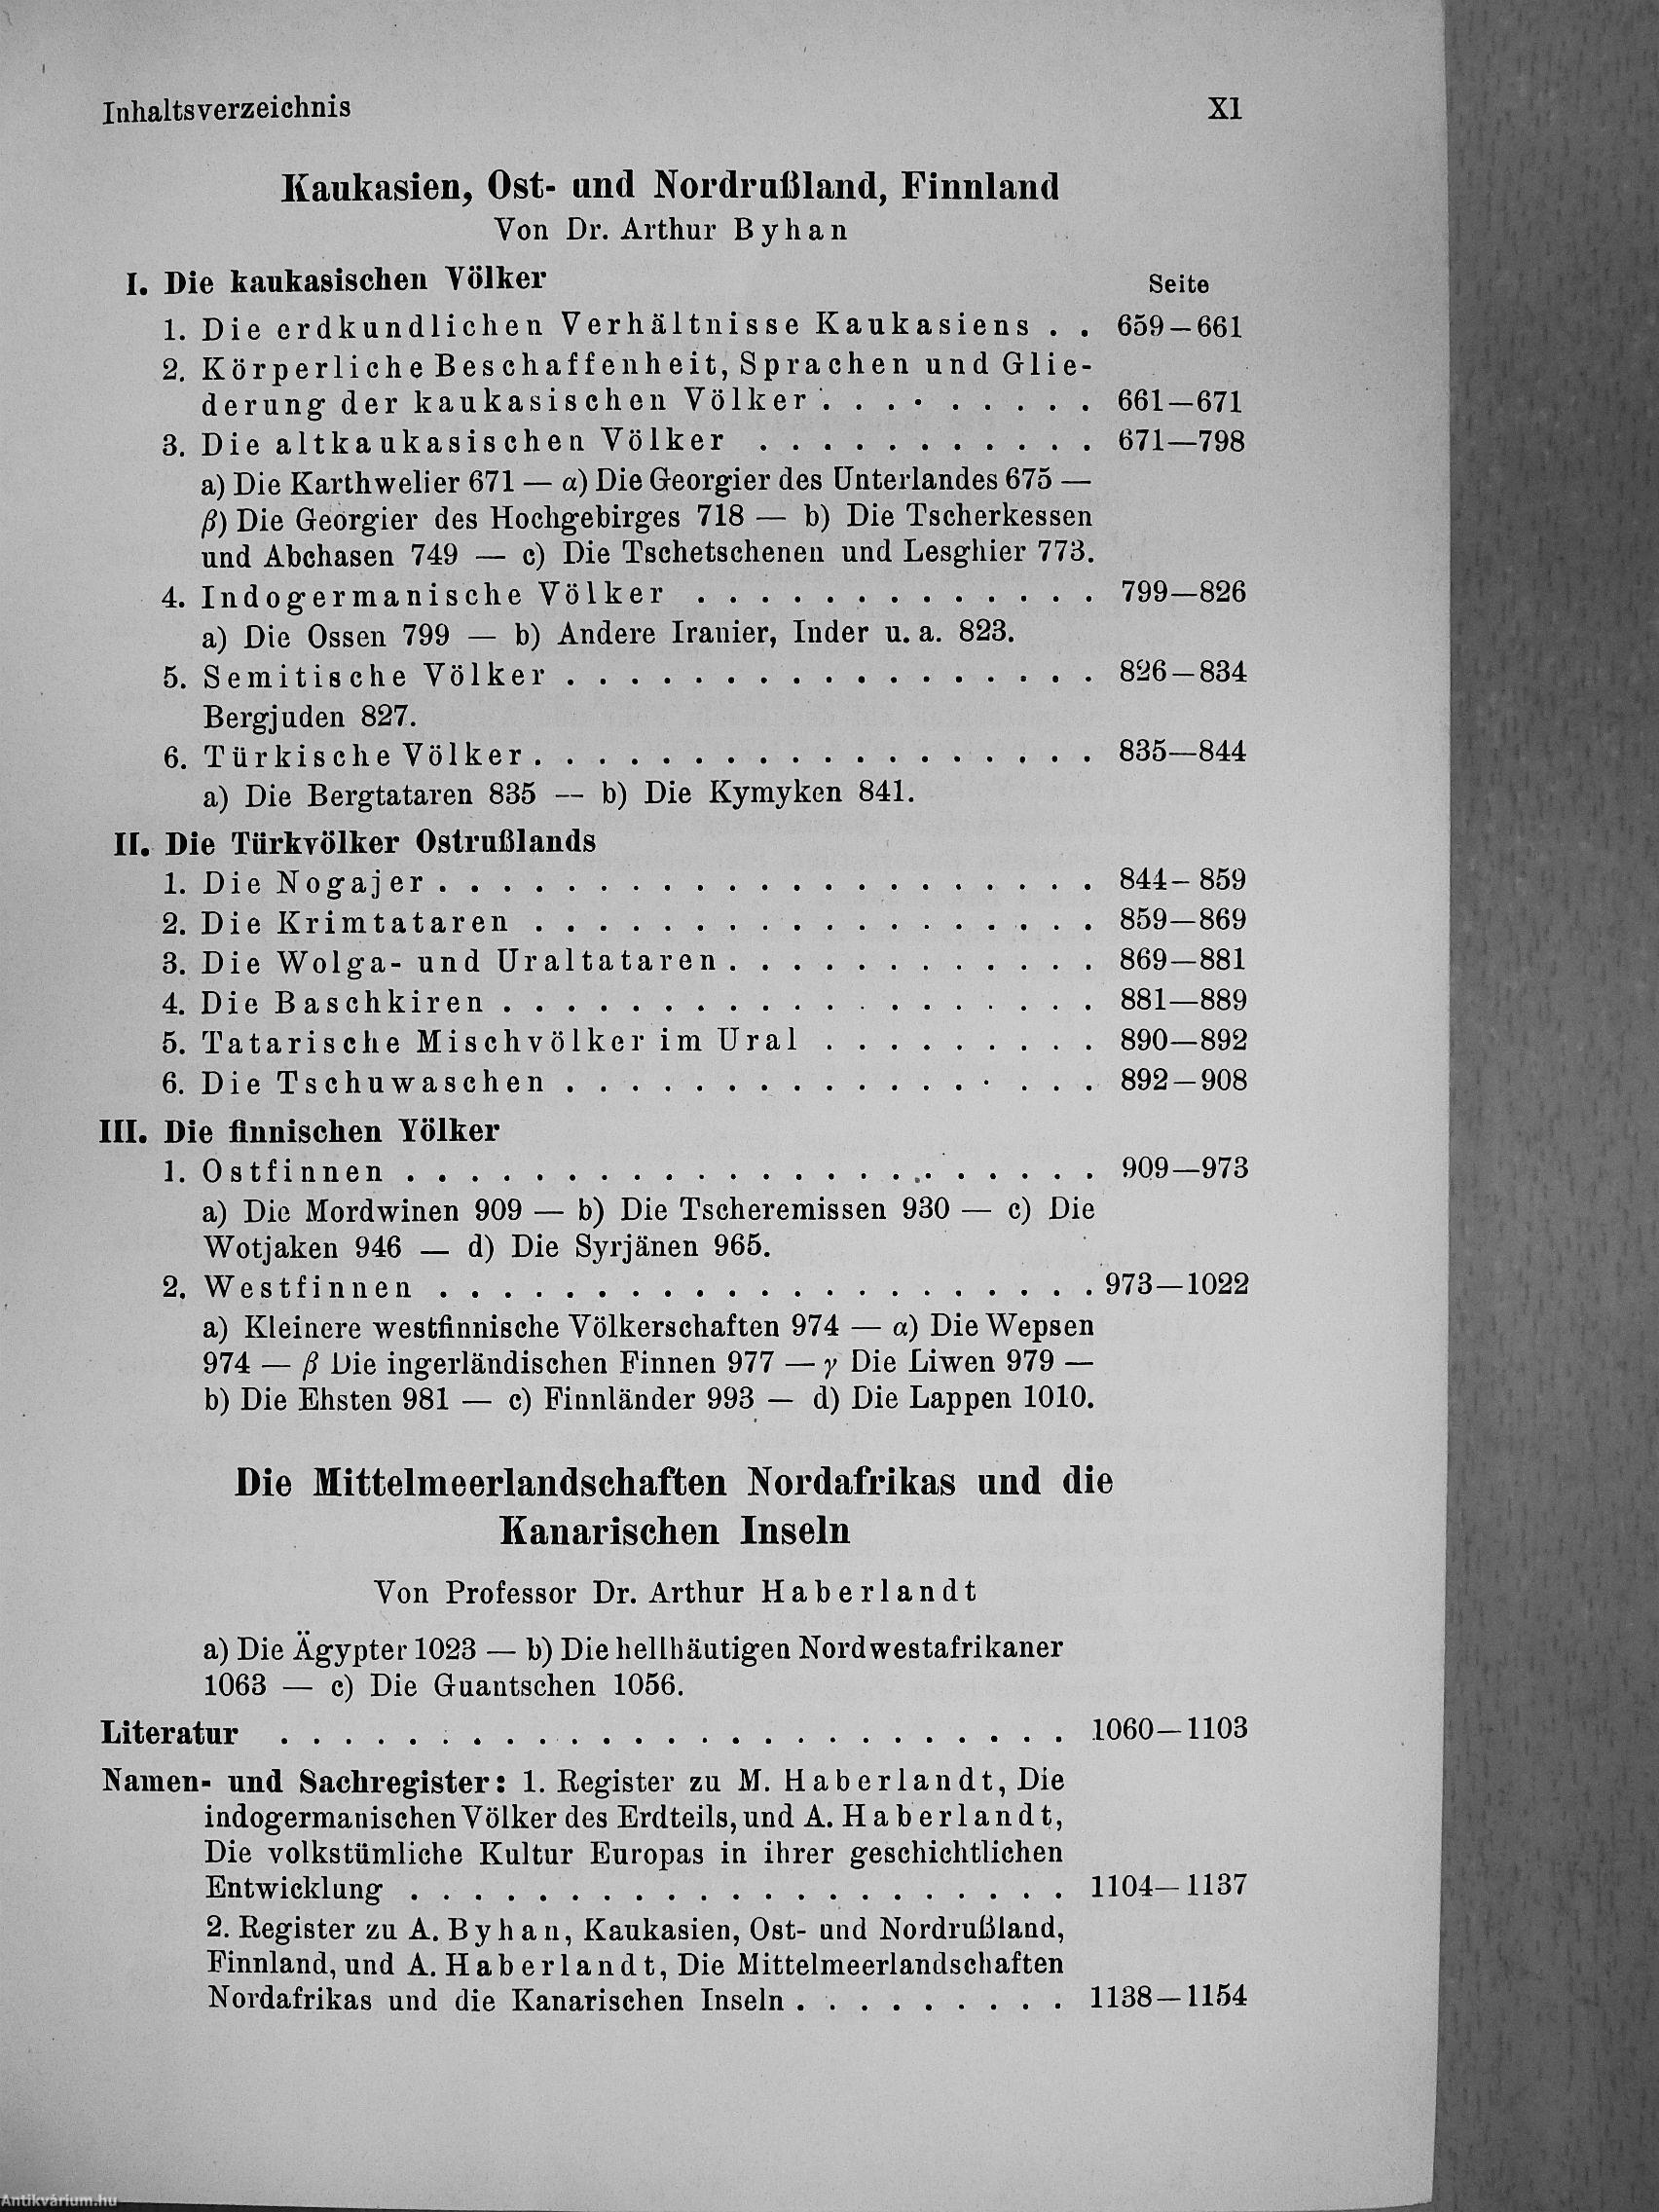 Inhaltsverzeichnis XI
Kaukasien, Ost- und Nordrußland, Finnland
Von Dr. Arthur Byhan
I. Die kaukasischen Völker Seite
1. Die erdkundlichen Verhältnisse Kaukasiens . . 659—661
2. Körperliche Beschaffenheit, Sprachen und Glie-
derung der kaukasischen Völker . . . . . . . . . 661—671
3. Die altkaukasischen Völker . . . . . . . . . . . 671—798
a) Die Karthwelier 671 — α) Die Georgier des Unterlandes 675 —
β) Die Georgier des Hochgebirges 718 — b) Die Tscherkessen
und Abchasen 749 — c) Die Tschetschenen und Lesghier 773.
4. Indogermanische Völker . . . . . . . . . . . . . 799—826
a) Die Ossen 799 — b) Andere Iranier, Inder u. a. 823.
5. Semitische Völker . . . . . . . . . . . . . . . . . 826—834
Bergjuden 827.
6. Türkische Völker . . . . . . . . . . . . . . . . . . 835—844
a) Die Bergtataren 835 — b) Die Kymyken 841.
II. Die Türkvölker Ostrußlands
1. Die Nogajer . . . . . . . . . . . . . . . . . . . . . 844—859
2. Die Krimtataren . . . . . . . . . . . . . . . . . . 859—869
3. Die Wolga- und Uraltataren . . . . . . . . . . . . 869—881
4. Die Baschkiren . . . . . . . . . . . . . . . . . . . 881—889
5. Tatarische Mischvölker im Ural . . . . . . . . . 890—892
6. Die Tschuwaschen . . . . . . . . . . . . . . . . . 892—908
III. Die finnischen Völker
1. Ostfinnen . . . . . . . . . . . . . . . . . . . . . . 909—973
a) Die Mordwinen 909 — b) Die Tscheremissen 930 — c) Die
Wotjaken 946 — d) Die Syrjänen 965.
2. Westfinnen . . . . . . . . . . . . . . . . . . . . . 973—1022
a) Kleinere westfinnische Völkerschaften 974 — α) Die Wepsen
974 — β Die ingerländischen Finnen 977 — γ Die Liwen 979 —
b) Die Ehsten 981 — c) Finnländer 993 — d) Die Lappen 1010.
Die Mittelmeerlandschaften Nordafrikas und die
Kanarischen Inseln
Von Professor Dr. Arthur Haberlandt
a) Die Ägypter 1023 — b) Die hellhäutigen Nordwestafrikaner
1063 — c) Die Guantschen 1056.
Literatur . . . . . . . . . . . . . . . . . . . . . . . . . 1060—1103
Namen- und Sachregister: 1. Register zu M. Haberlandt, Die
indogermanischen Völker des Erdteils, und A. Haberlandt,
Die volkstümliche Kultur Europas in ihrer geschichtlichen
Entwicklung . . . . . . . . . . . . . . . . . . . . . 1104—1137
2. Register zu A. Byhan, Kaukasien, Ost- und Nordrußland,
Finnland, und A. Haberlandt, Die Mittelmeerlandschaften
Nordafrikas und die Kanarischen Inseln . . . . . . . . . 1138—1154
Antikvárium.hu